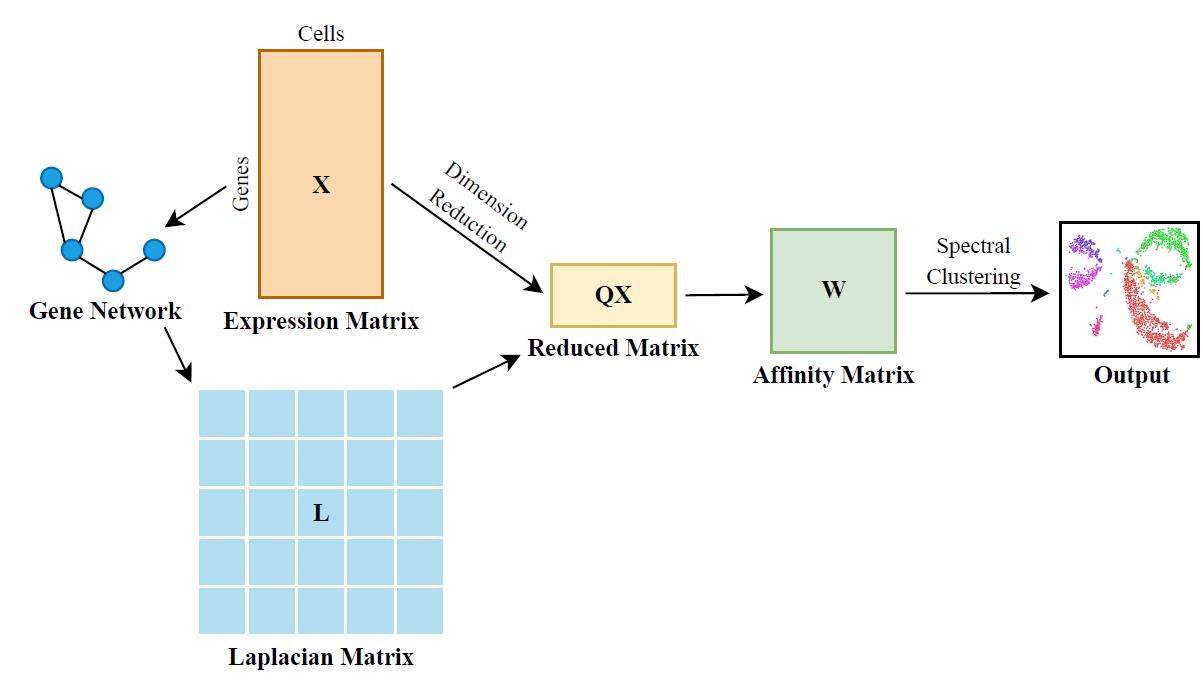 Cells
Genes
X
Expression Matrix
Gene Network
Dimension
Reduction
QX
Reduced Matrix
W
Affinity Matrix
Spectral
Clustering
Output
L
Laplacian Matrix